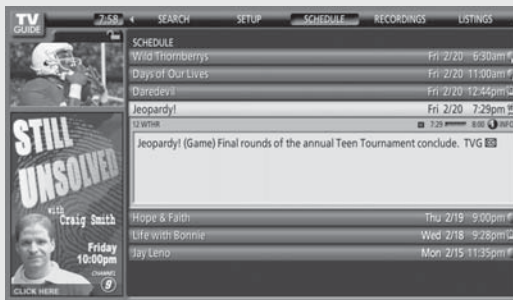 TV
GUIDE
7:58
SEARCH SETUP SCHEDULE RECORDINGS LISTINGS
SCHEDULE
Wild Thornberrys Fri 2/20 6:30am
Days of Our Lives Fri 2/20 11:00am
Daredevil Fri 2/20 12:44pm
Jeopardy! Fri 2/20 7:29pm
12 WTHR 7:29 8:00 INFO
Jeopardy! (Game) Final rounds of the annual Teen Tournament conclude. TVG
Hope & Faith Thu 2/19 9:00pm
Life with Bonnie Wed 2/18 9:28pm
Jay Leno Mon 2/15 11:35pm
STILL
UNSOLVED
with
Craig Smith
Friday
10:00pm
CHANNEL
9
CLICK HERE